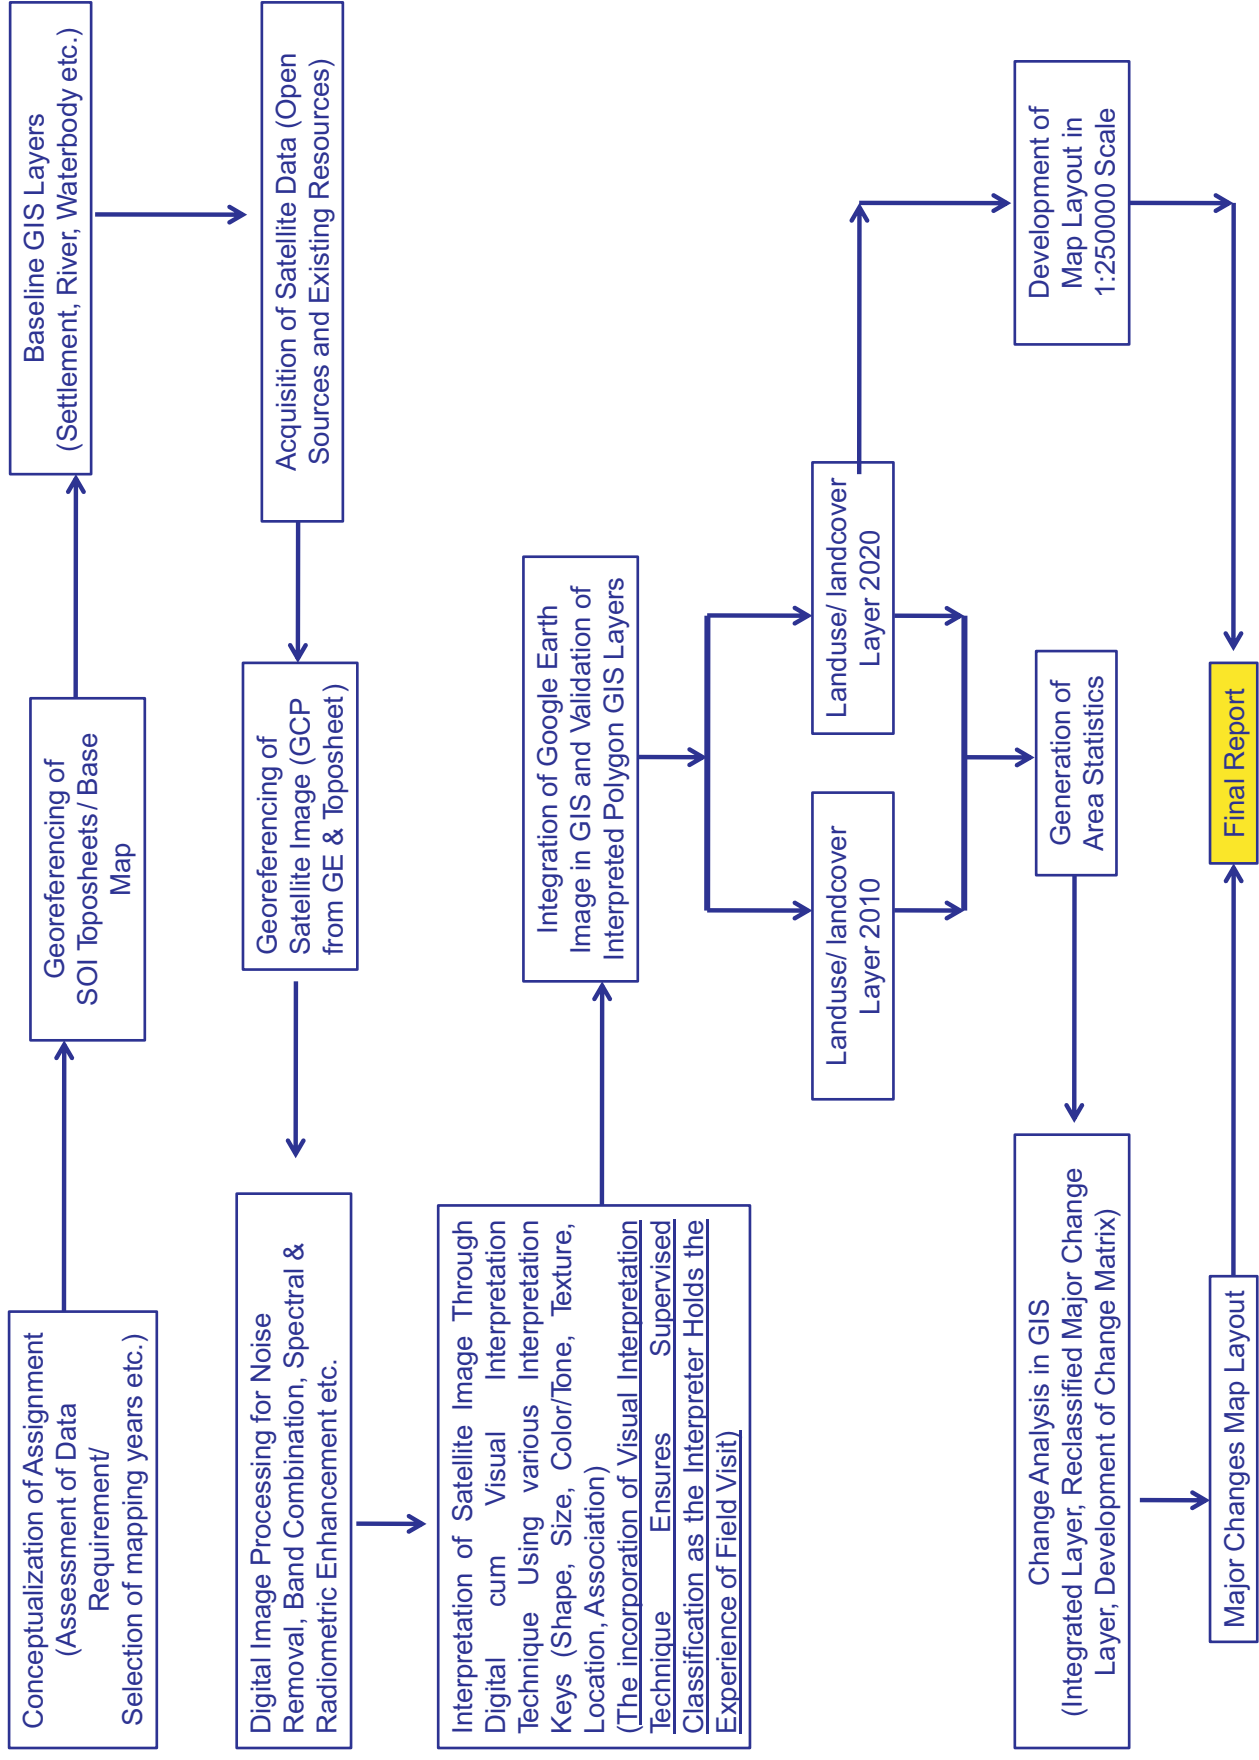 Conceptualization of Assignment
(Assessment of Data
Requirement/
Selection of mapping years etc.)
Georeferencing of
SOI Toposheets / Base
Map
Baseline GIS Layers
(Settlement, River, Waterbody etc.)
Acquisition of Satellite Data (Open
Sources and Existing Resources)
Georeferencing of
Satellite Image (GCP
from GE & Toposheet)
Digital Image Processing for Noise
Removal, Band Combination, Spectral &
Radiometric Enhancement etc.
Interpretation of Satellite Image Through
Digital cum Visual Interpretation
Technique Using various Interpretation
Keys (Shape, Size, Color/Tone, Texture,
Location, Association)
(The incorporation of Visual Interpretation
Technique Ensures Supervised
Classification as the Interpreter Holds the
Experience of Field Visit)
Integration of Google Earth
Image in GIS and Validation of
Interpreted Polygon GIS Layers
Landuse/ landcover
Layer 2010
Landuse/ landcover
Layer 2020
Development of
Map Layout in
1:250000 Scale
Generation of
Area Statistics
Change Analysis in GIS
(Integrated Layer, Reclassified Major Change
Layer, Development of Change Matrix)
Major Changes Map Layout
Final Report